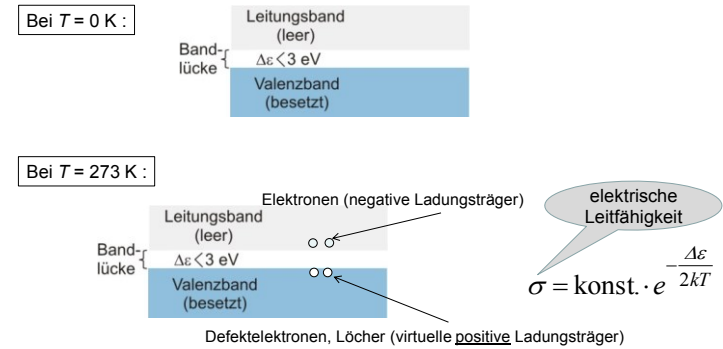 Bei T = 0 K :
Leitungsband
(leer)
Band-
lücke
Δε<3 eV
Valenzband
(besetzt)
Bei T = 273 K :
Elektronen (negative Ladungsträger)
elektrische
Leitfähigkeit
Leitungsband
(leer)
Band-
lücke
Δε<3 eV
Valenzband
(besetzt)
σ = konst. · e^{-\frac{Δε}{2kT}}
Defektelektronen, Löcher (virtuelle positive Ladungsträger)